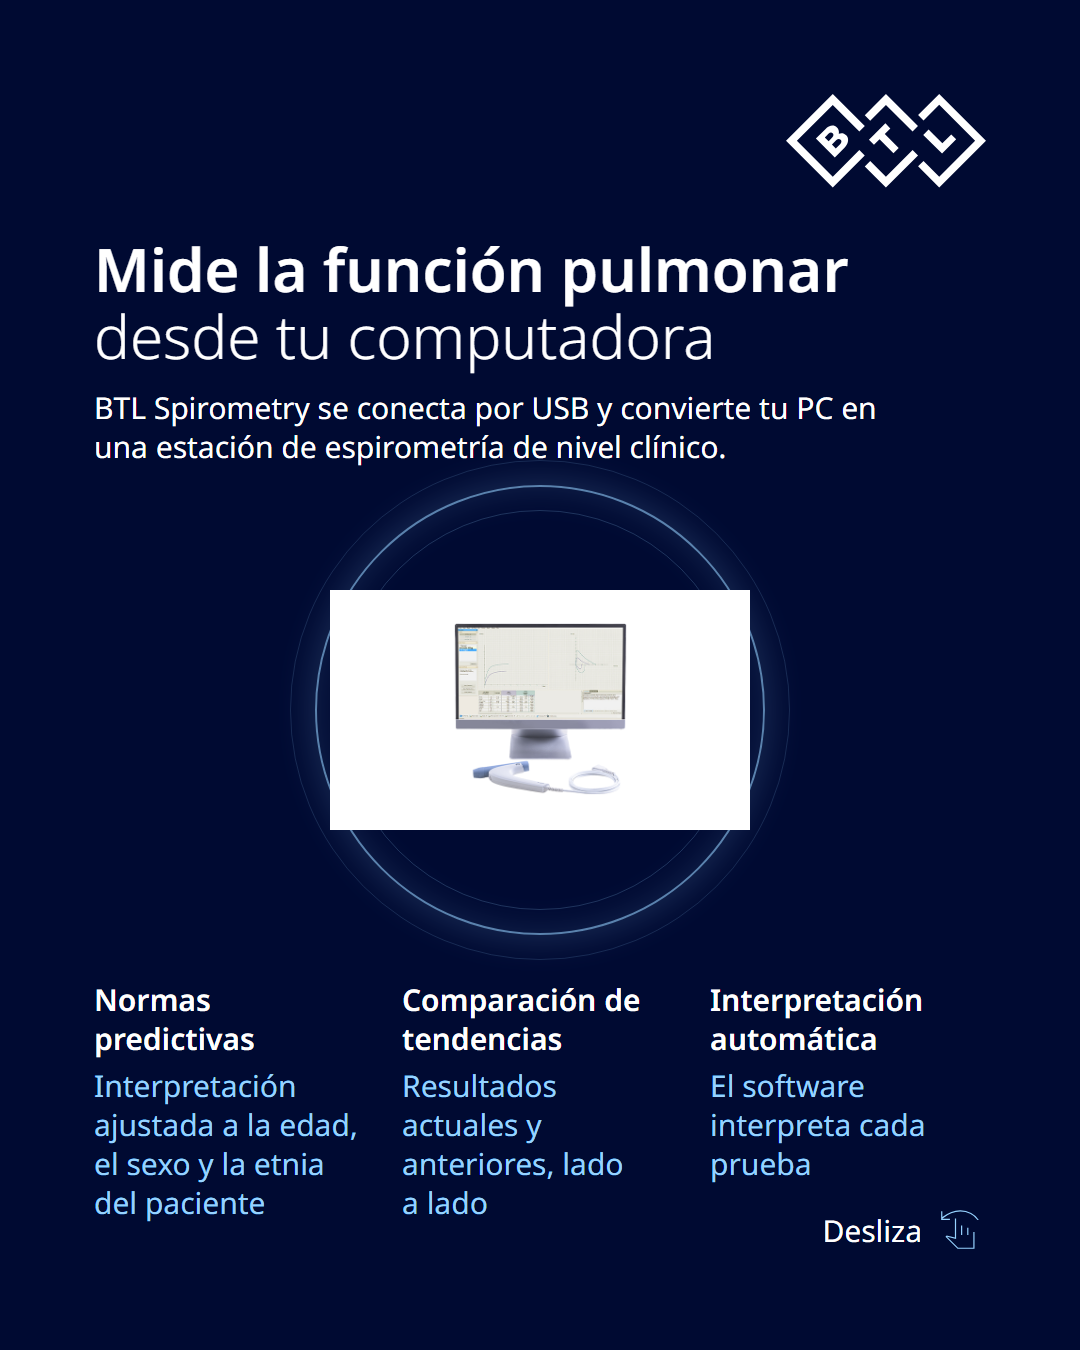 BTL
Mide la función pulmonar
desde tu computadora
BTL Spirometry se conecta por USB y convierte tu PC en
una estación de espirometría de nivel clínico.
Normas
predictivas
Interpretación
ajustada a la edad,
el sexo y la etnia
del paciente
Comparación de
tendencias
Resultados
actuales y
anteriores, lado
a lado
Interpretación
automática
El software
interpreta cada
prueba
Desliza